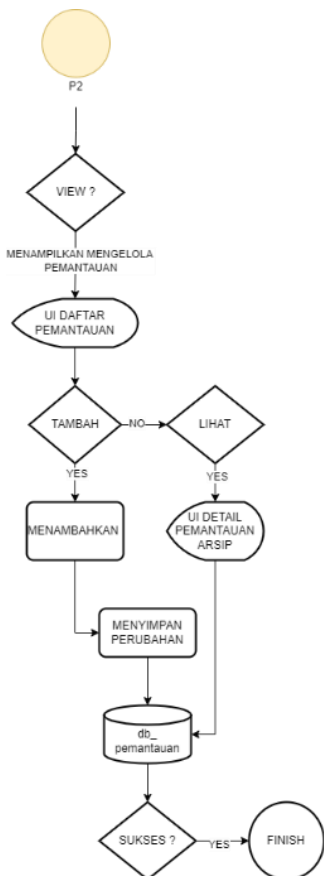 P2
VIEW ?
MENAMPILKAN MENGELOLA
PEMANTAUAN
UI DAFTAR
PEMANTAUAN
TAMBAH
NO
LIHAT
YES
YES
MENAMBAHKAN
UI DETAIL
PEMANTAUAN
ARSIP
MENYIMPAN
PERUBAHAN
db_
pemantauan
SUKSES ?
YES
FINISH